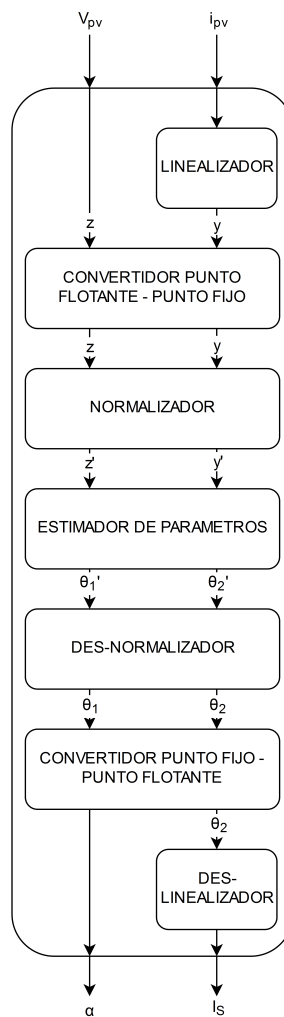 Vpv ipv
LINEALIZADOR
z y
CONVERTIDOR PUNTO
FLOTANTE - PUNTO FIJO
z y
NORMALIZADOR
z' y'
ESTIMADOR DE PARAMETROS
θ1' θ2'
DES-NORMALIZADOR
θ1 θ2
CONVERTIDOR PUNTO FIJO -
PUNTO FLOTANTE
θ2
DES-
LINEALIZADOR
α IS